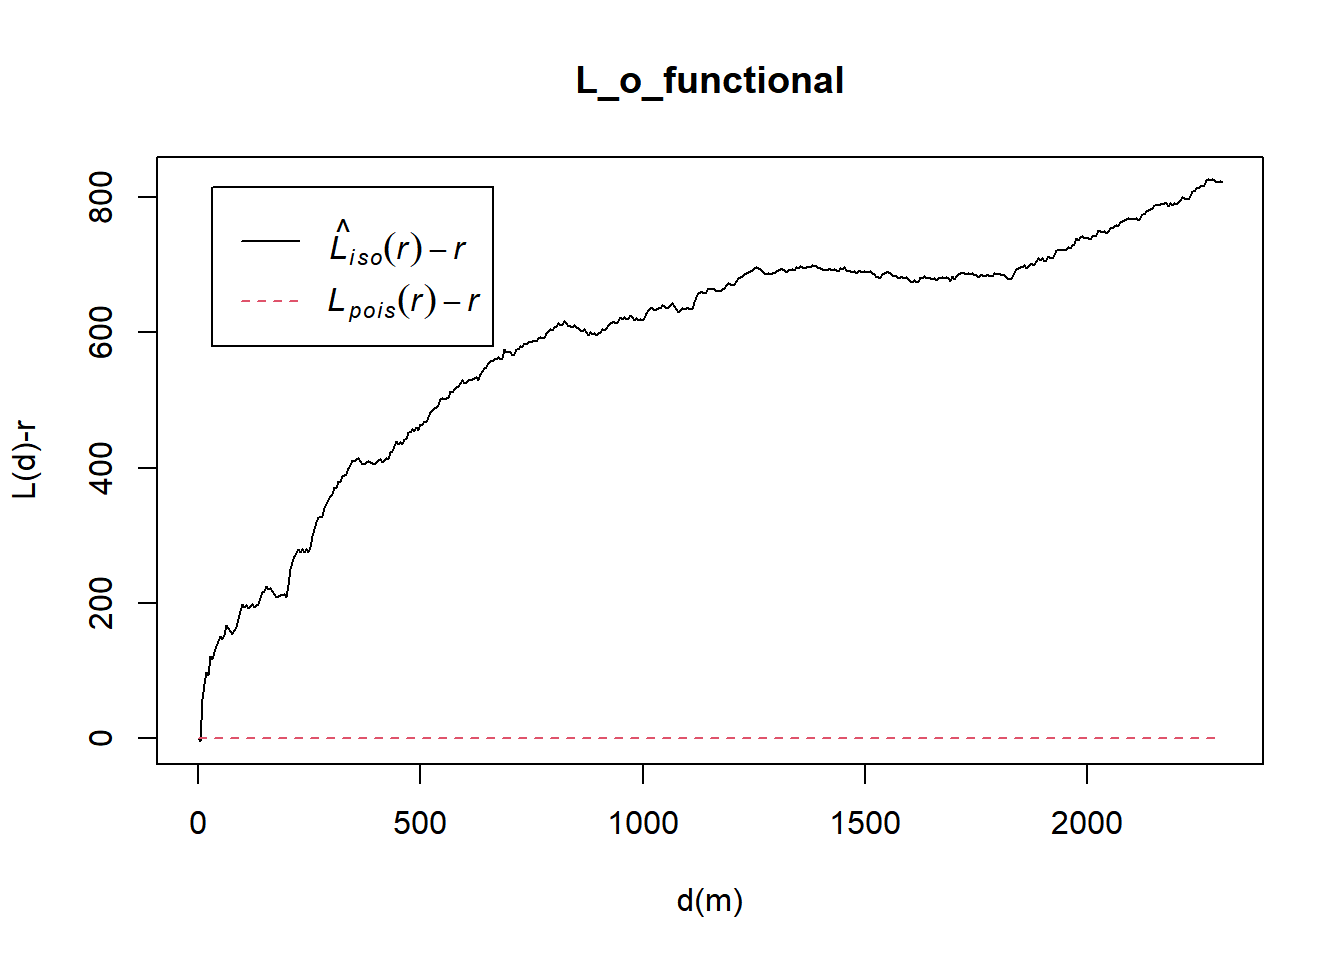 L_o_functional
L̂iso(r) − r
Lpois(r) − r
800
600
400
200
0
L(d)-r
0 500 1000 1500 2000
d(m)